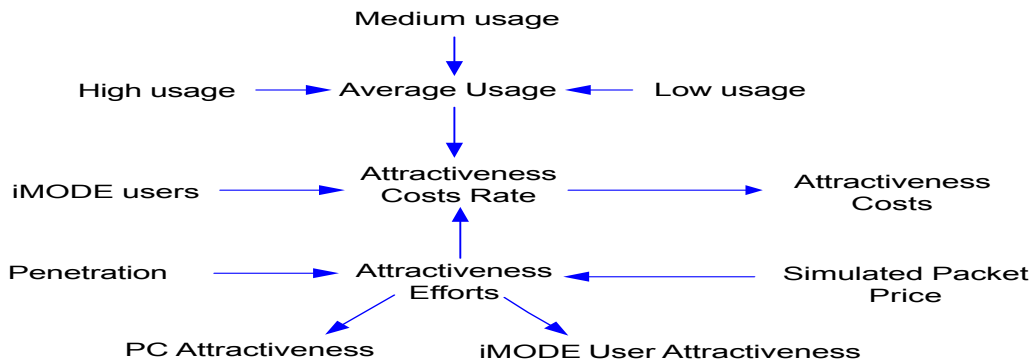 Medium usage
High usage
Average Usage
Low usage
iMODE users
Attractiveness
Costs Rate
Attractiveness
Costs
Penetration
Attractiveness
Efforts
Simulated Packet
Price
PC Attractiveness
iMODE User Attractiveness